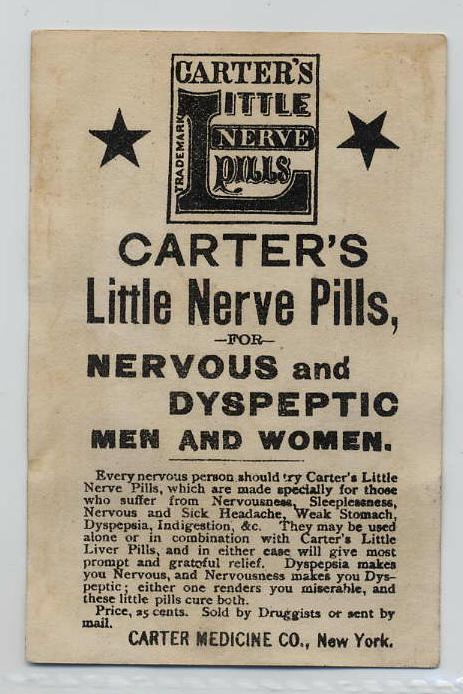 CARTER'S
LITTLE
NERVE
PILLS
TRADEMARK
CARTER'S
Little Nerve Pills,
—FOR—
NERVOUS and
DYSPEPTIC
MEN AND WOMEN.
Every nervous person should try Carter's Little
Nerve Pills, which are made specially for those
who suffer from Nervousness, Sleeplessness,
Nervous and Sick Headache, Weak Stomach,
Dyspepsia, Indigestion, &c. They may be used
alone or in combination with Carter's Little
Liver Pills, and in either case will give most
prompt and grateful relief. Dyspepsia makes
you Nervous, and Nervousness makes you Dys-
peptic; either one renders you miserable, and
these little pills cure both.
Price, 25 cents. Sold by Druggists or sent by
mail.
CARTER MEDICINE CO., New York.